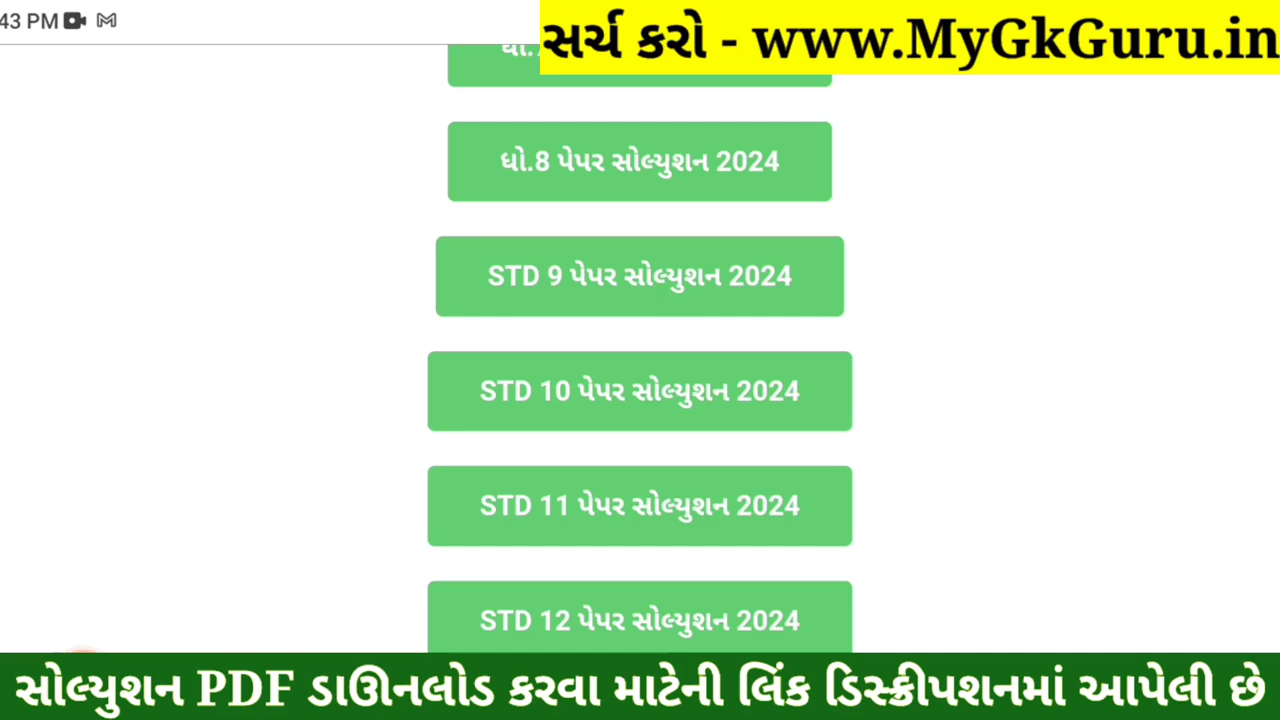 43 PM
સર્ચ કરો - www.MyGkGuru.in
ધો.8 પેપર સોલ્યુશન 2024
STD 9 પેપર સોલ્યુશન 2024
STD 10 પેપર સોલ્યુશન 2024
STD 11 પેપર સોલ્યુશન 2024
STD 12 પેપર સોલ્યુશન 2024
સોલ્યુશન PDF ડાઊનલોડ કરવા માટેની લિંક ડિસ્ક્રીપશનમાં આપેલી છે